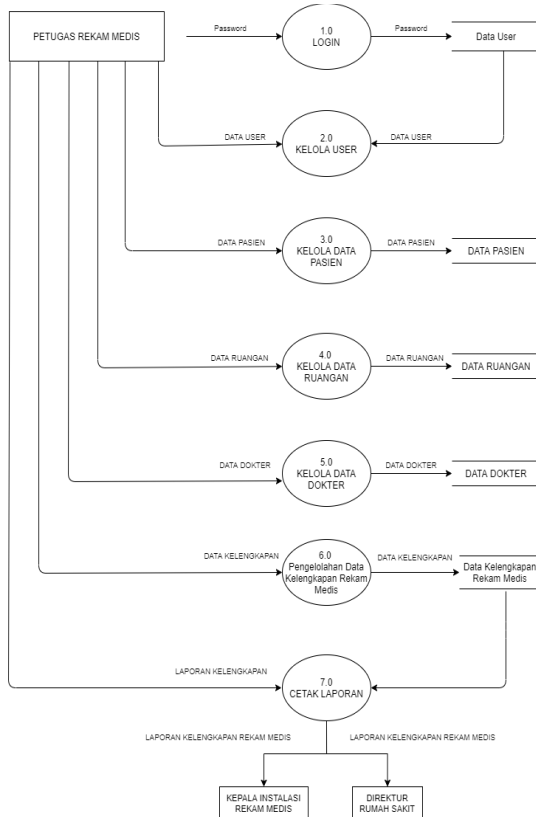 PETUGAS REKAM MEDIS
Password
1.0
LOGIN
Password
Data User
DATA USER
2.0
KELOLA USER
DATA USER
DATA PASIEN
3.0
KELOLA DATA
PASIEN
DATA PASIEN
DATA PASIEN
DATA RUANGAN
4.0
KELOLA DATA
RUANGAN
DATA RUANGAN
DATA RUANGAN
DATA DOKTER
5.0
KELOLA DATA
DOKTER
DATA DOKTER
DATA DOKTER
DATA KELENGKAPAN
6.0
Pengelolahan Data
Kelengkapan Rekam
Medis
DATA KELENGKAPAN
Data Kelengkapan
Rekam Medis
LAPORAN KELENGKAPAN
7.0
CETAK LAPORAN
LAPORAN KELENGKAPAN REKAM MEDIS
LAPORAN KELENGKAPAN REKAM MEDIS
KEPALA INSTALASI
REKAM MEDIS
DIREKTUR
RUMAH SAKIT